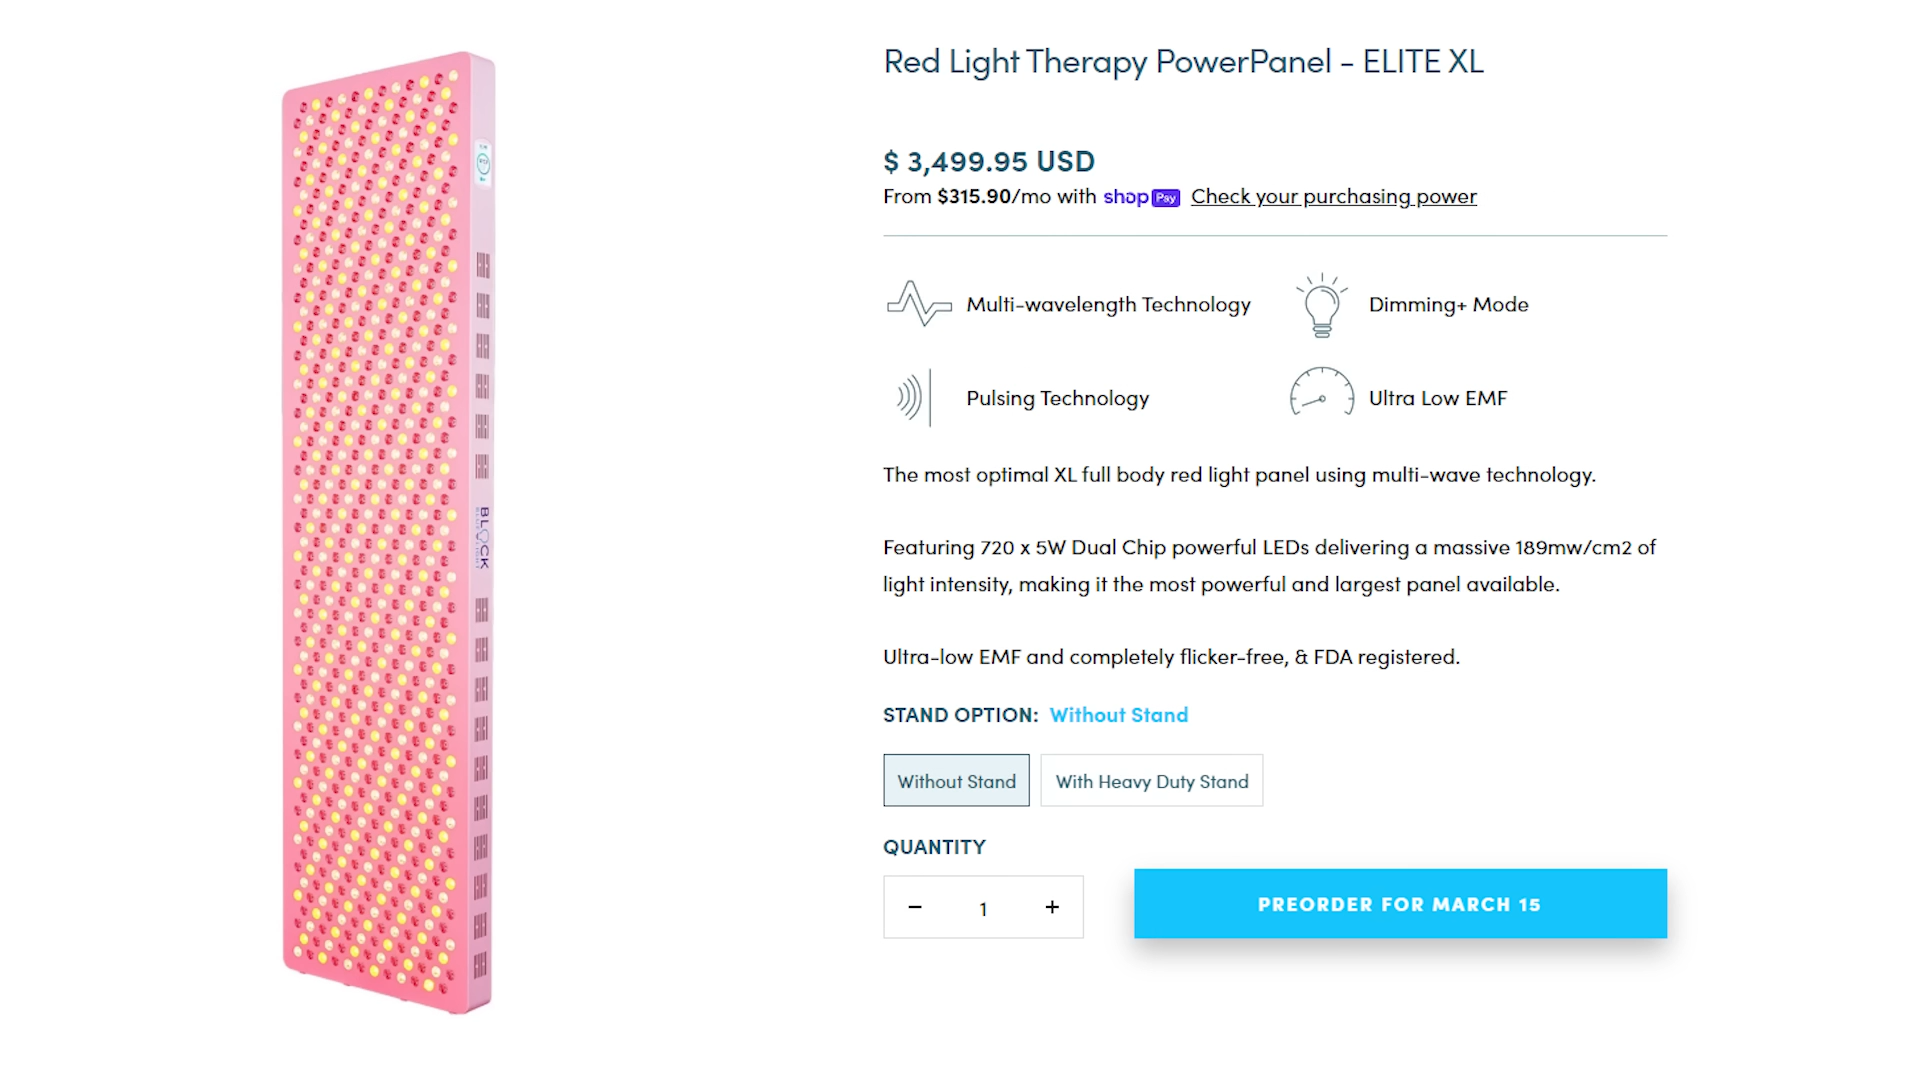 Red Light Therapy PowerPanel - ELITE XL
$ 3,499.95 USD
From $315.90/mo with shop Pay Check your purchasing power
Multi-wavelength Technology
Dimming+ Mode
Pulsing Technology
Ultra Low EMF
The most optimal XL full body red light panel using multi-wave technology.
Featuring 720 x 5W Dual Chip powerful LEDs delivering a massive 189mw/cm2 of
light intensity, making it the most powerful and largest panel available.
Ultra-low EMF and completely flicker-free, & FDA registered.
STAND OPTION: Without Stand
Without Stand
With Heavy Duty Stand
QUANTITY
− 1 +
PREORDER FOR MARCH 15
BLOCK